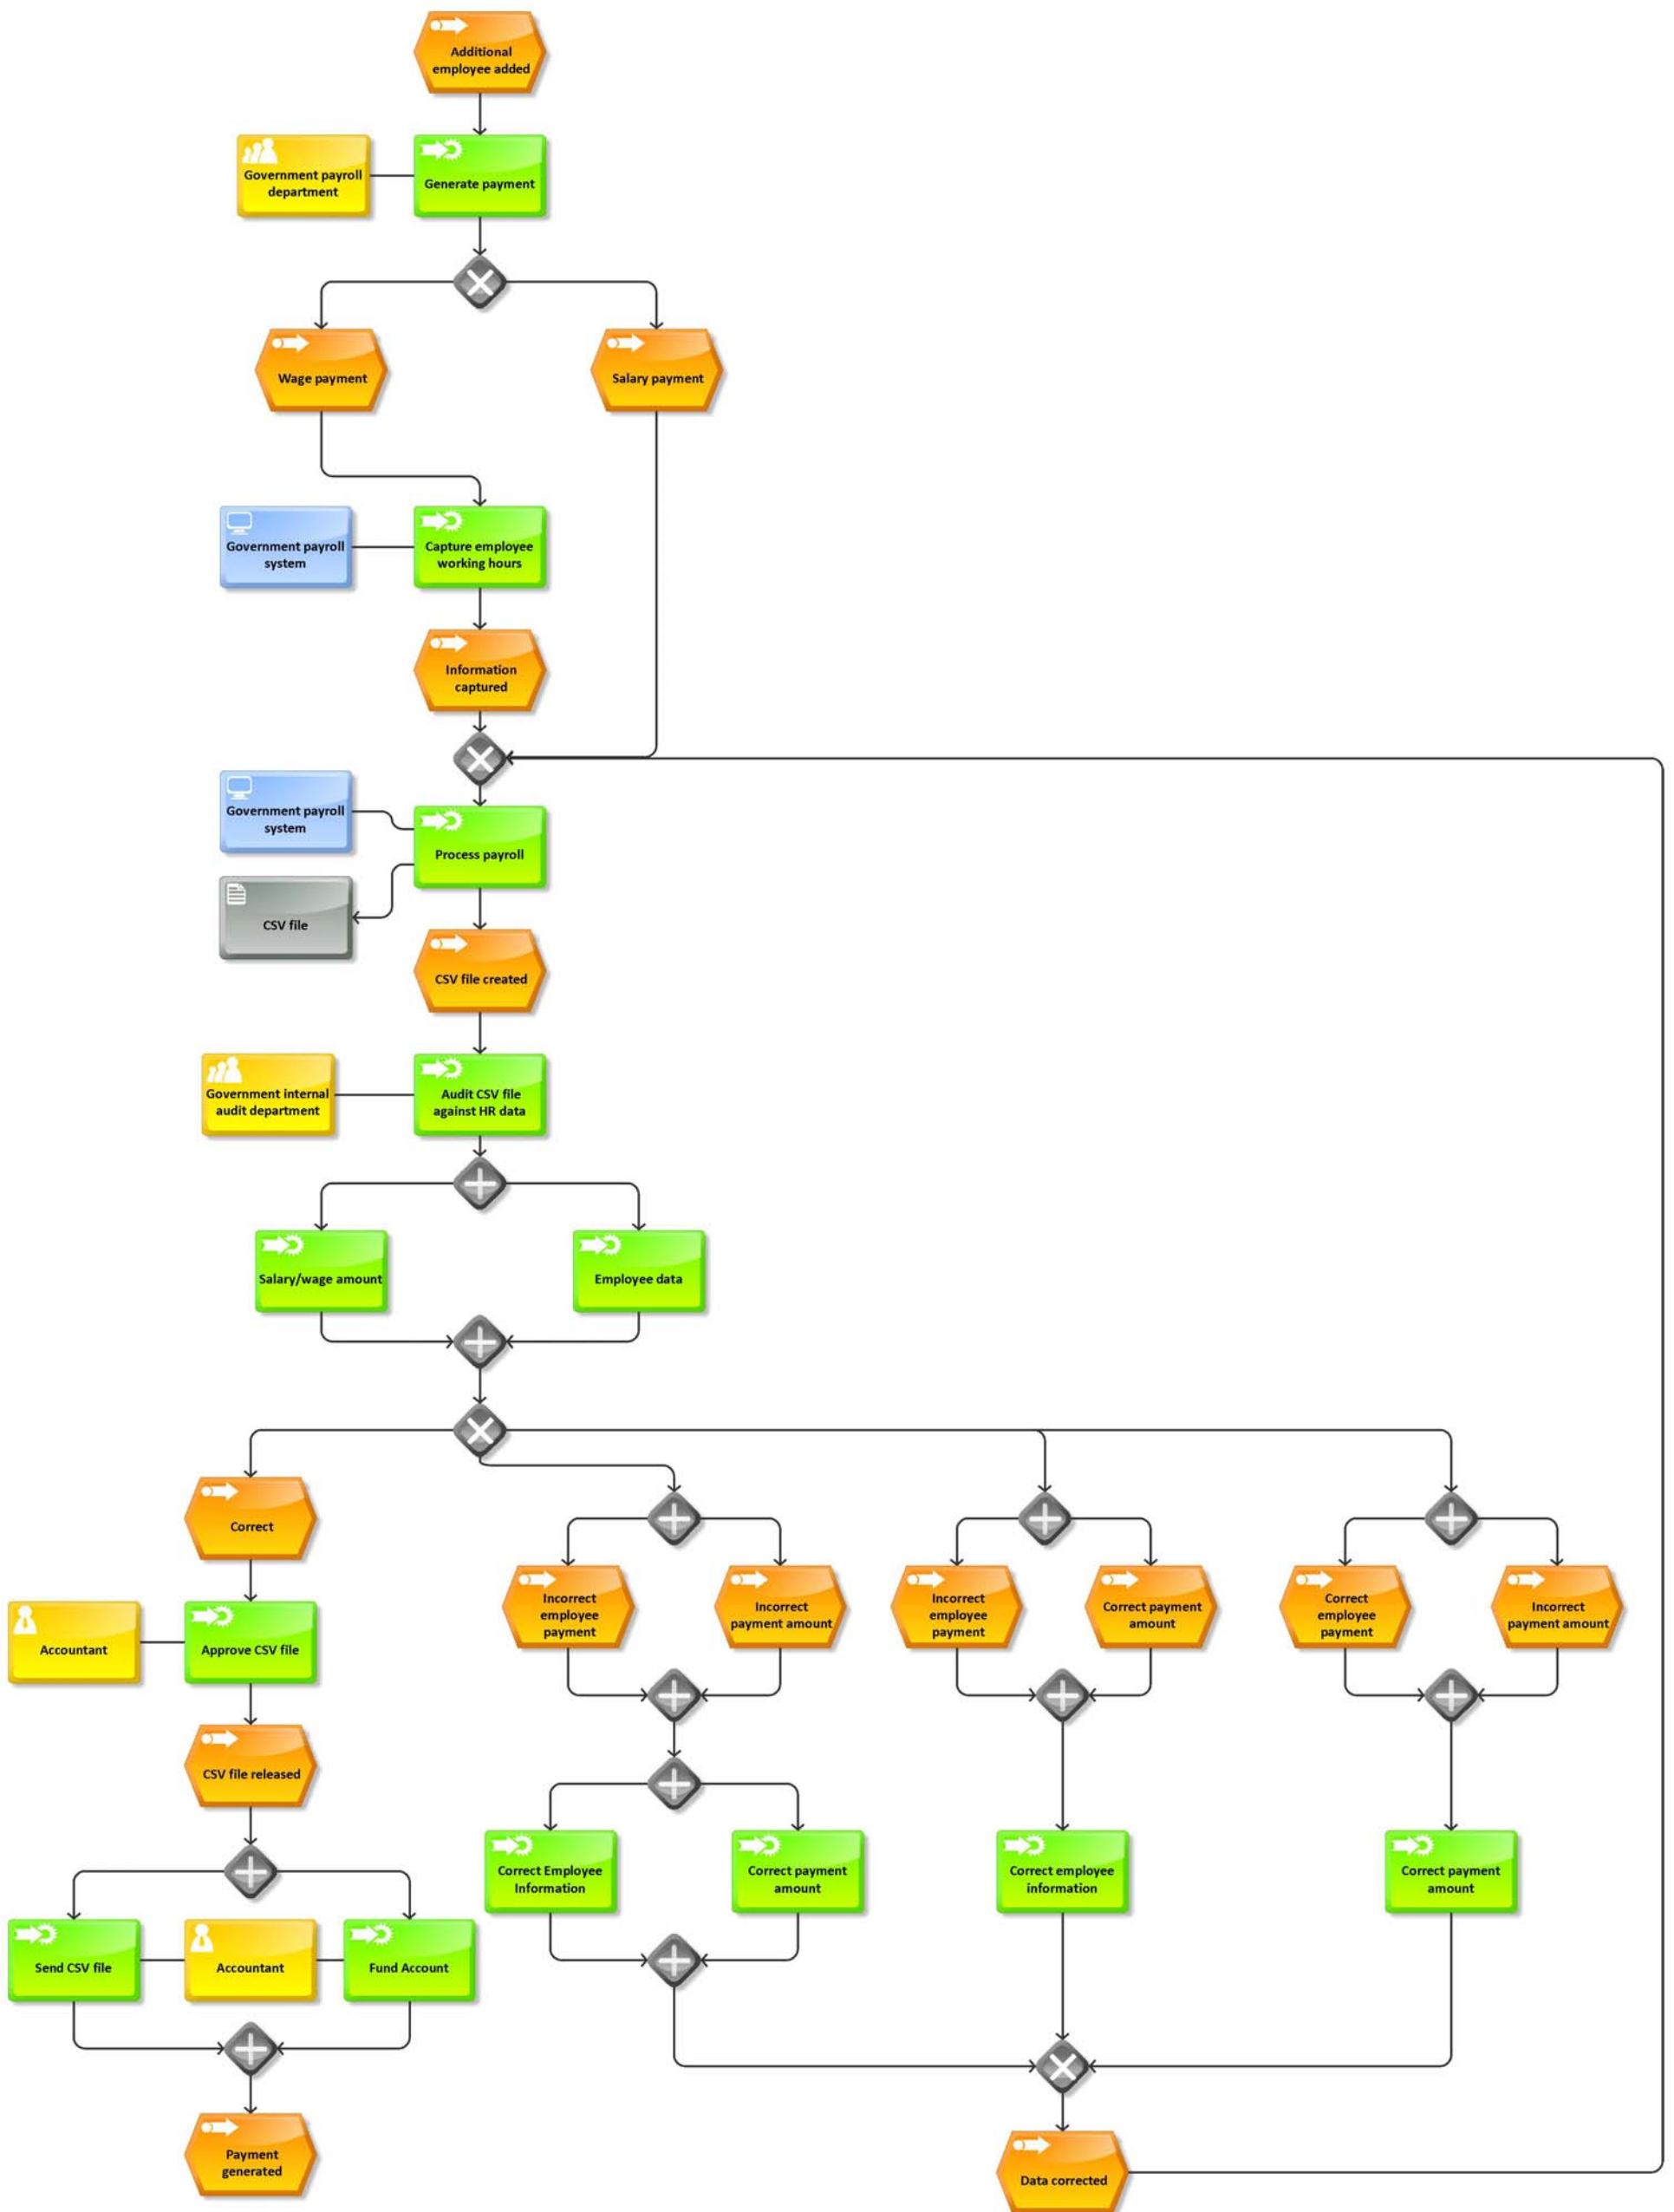 Additional
employee added
Government payroll
department
Generate payment
Wage payment
Salary payment
Government payroll
system
Capture employee
working hours
Information
captured
Government payroll
system
Process payroll
CSV file
CSV file created
Government internal
audit department
Audit CSV file
against HR data
Salary/wage amount
Employee data
Correct
Incorrect
employee
payment
Incorrect
payment amount
Incorrect
employee
payment
Correct payment
amount
Correct
employee
payment
Incorrect
payment amount
Accountant
Approve CSV file
CSV file released
Correct Employee
Information
Correct payment
amount
Correct employee
information
Correct payment
amount
Send CSV file
Accountant
Fund Account
Payment
generated
Data corrected